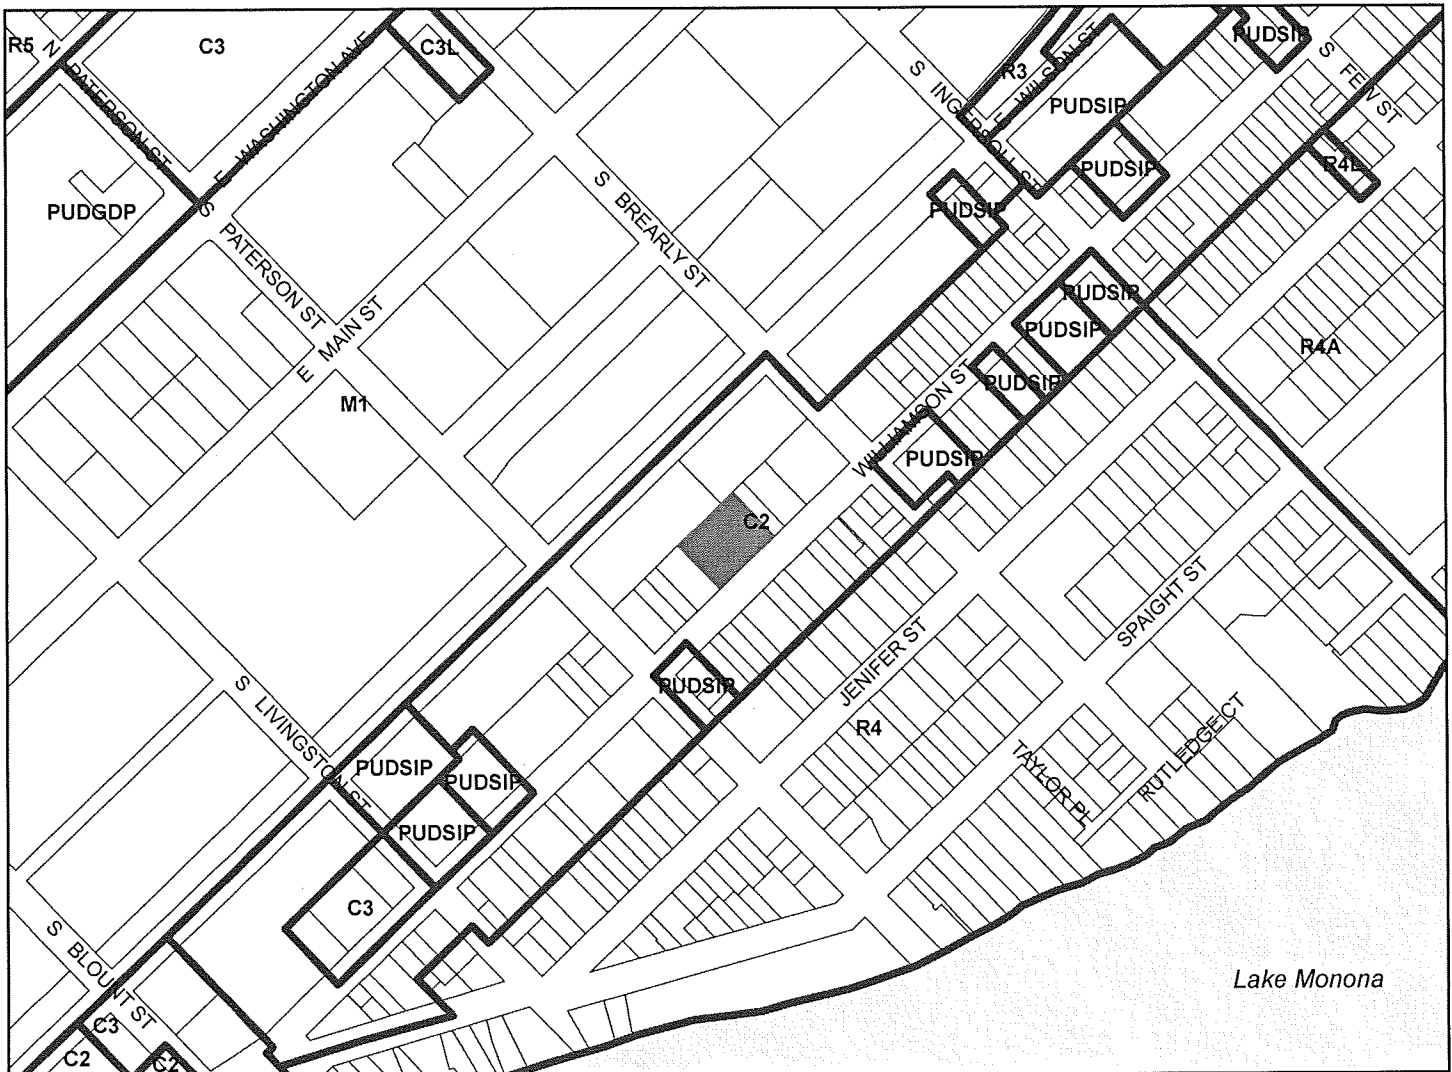 R5
N PATERSON ST
C3
E WASHINGTON AVE
C3L
S INGERSOLL ST
R3
E WILSON ST
PUDSIP
PUDSIP
S FEW ST
PUDSIP
R4L
PUDGDP
S PATERSON ST
S BREARLY ST
PUDSIP
PUDSIP
PUDSIP
R4A
E MAIN ST
M1
WILLIAMSON ST
PUDSIP
PUDSIP
C2
SPAIGHT ST
JENIFER ST
PUDSIP
R4
RUTLEDGE CT
TAYLOR PL
S LIVINGSTON ST
PUDSIP
PUDSIP
PUDSIP
C3
S BLOUNT ST
Lake Monona
C3
C2
C2